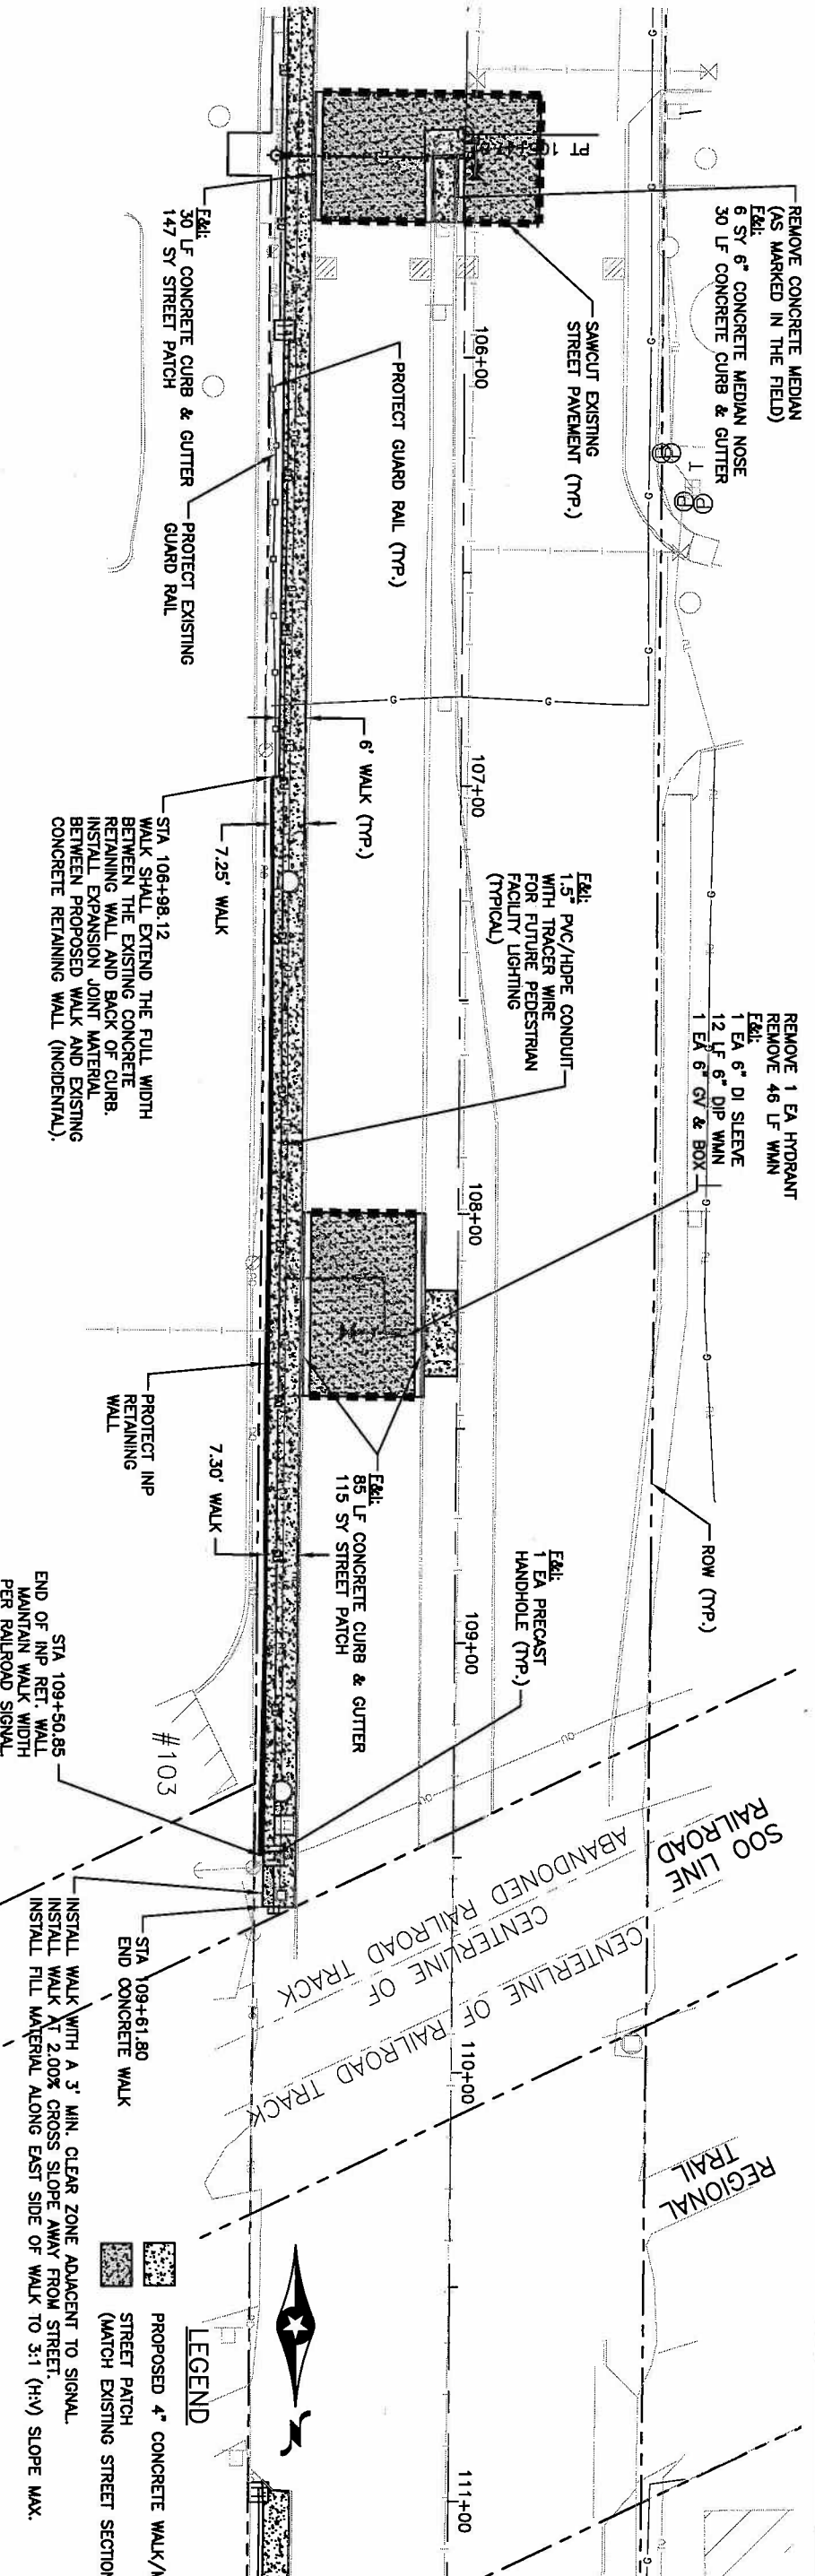 REMOVE CONCRETE MEDIAN
(AS MARKED IN THE FIELD)
F&I:
6 SY 6" CONCRETE MEDIAN NOSE
30 LF CONCRETE CURB & GUTTER
SAWCUT EXISTING
STREET PAVEMENT (TYP.)
106+00
PROTECT GUARD RAIL (TYP.)
F&I:
30 LF CONCRETE CURB & GUTTER
147 SY STREET PATCH
PROTECT EXISTING
GUARD RAIL
6' WALK (TYP.)
107+00
7.25' WALK
STA 106+98.12
WALK SHALL EXTEND THE FULL WIDTH
BETWEEN THE EXISTING CONCRETE
RETAINING WALL AND BACK OF CURB.
INSTALL EXPANSION JOINT MATERIAL
BETWEEN PROPOSED WALK AND EXISTING
CONCRETE RETAINING WALL (INCIDENTAL).
F&I:
1.5" PVC/HDPE CONDUIT
WITH TRACER WIRE
FOR FUTURE PEDESTRIAN
FACILITY LIGHTING
(TYPICAL)
REMOVE 1 EA HYDRANT
REMOVE 46 LF WMN
F&I:
1 EA 6" DI SLEEVE
12 LF 6" DIP WMN
1 EA 6" GV & BOX
108+00
PROTECT INP
RETAINING
WALL
7.30' WALK
F&I:
85 LF CONCRETE CURB & GUTTER
115 SY STREET PATCH
F&I:
1 EA PRECAST
HANDHOLE (TYP.)
ROW (TYP.)
109+00
STA 109+50.85
END OF INP RET. WALL
MAINTAIN WALK WIDTH
PER RAILROAD SIGNAL
#103
SOO LINE
RAILROAD
CENTERLINE OF
ABANDONED RAILROAD TRACK
CENTERLINE OF RAILROAD TRACK
STA 109+61.80
END CONCRETE WALK
INSTALL WALK WITH A 3' MIN. CLEAR ZONE ADJACENT TO SIGNAL.
INSTALL WALK AT 2.00% CROSS SLOPE AWAY FROM STREET.
INSTALL FILL MATERIAL ALONG EAST SIDE OF WALK TO 3:1 (H:V) SLOPE MAX.
110+00
REGIONAL
TRAIL
LEGEND
PROPOSED 4" CONCRETE WALK/
STREET PATCH
(MATCH EXISTING STREET SECTION
111+00